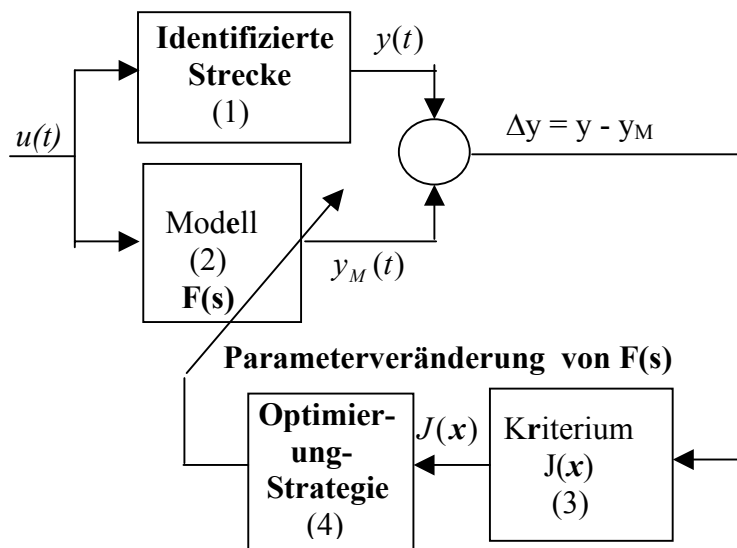 Identifizierte
Strecke
(1)
y(t)
u(t)
Δy = y - yM
Modell
(2)
F(s)
yM(t)
Parameterveränderung von F(s)
Optimier-
ung-
Strategie
(4)
J(x)
Kriterium
J(x)
(3)